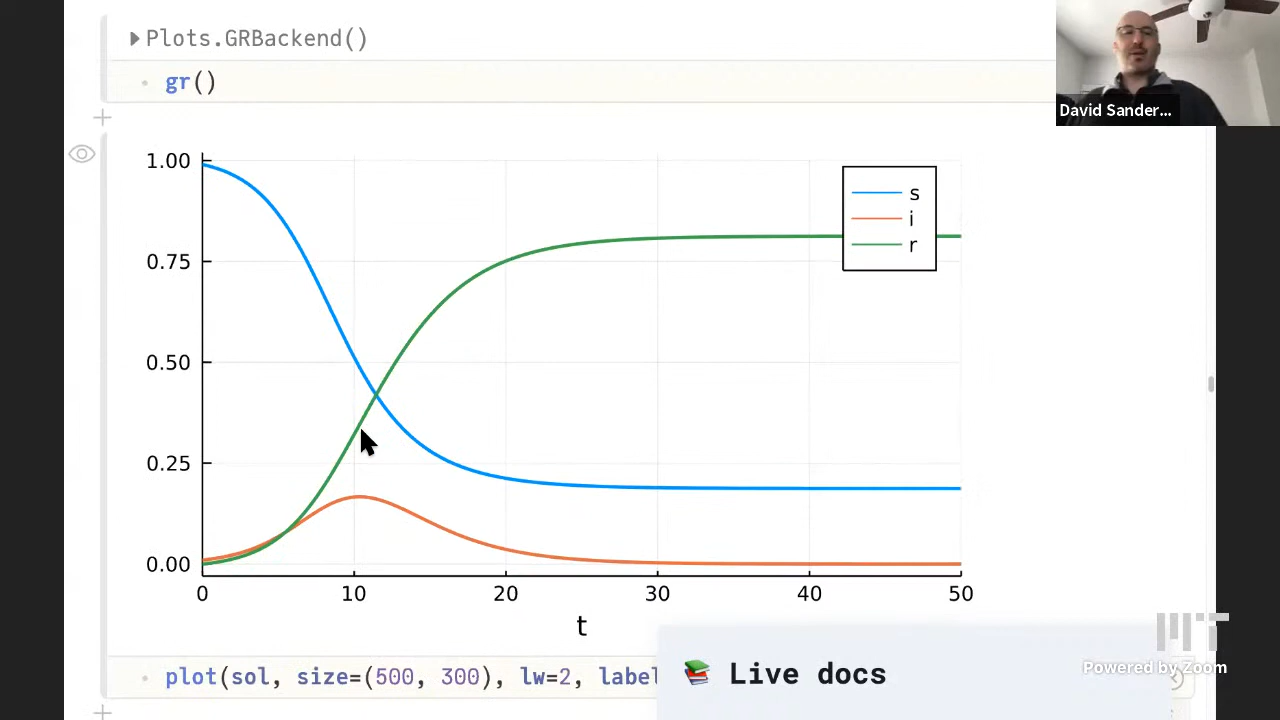 Plots.GRBackend()
gr()
David Sander...
1.00
0.75
0.50
0.25
0.00
s
i
r
0 10 20 30 40 50
t
plot(sol, size=(500, 300), lw=2, label
📚 Live docs
MIT
Powered by Zoom